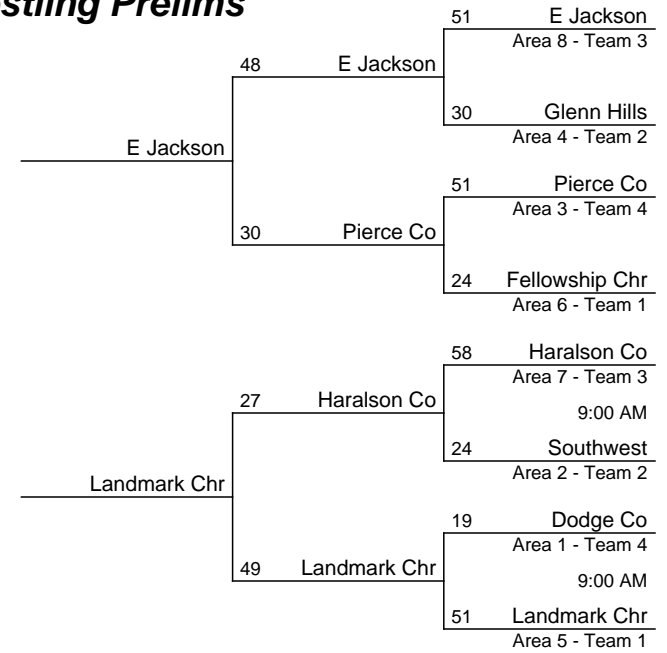 Prelims
51 E Jackson
Area 8 - Team 3
48 E Jackson
30 Glenn Hills
Area 4 - Team 2
E Jackson
51 Pierce Co
Area 3 - Team 4
30 Pierce Co
24 Fellowship Chr
Area 6 - Team 1
58 Haralson Co
Area 7 - Team 3
27 Haralson Co
9:00 AM
24 Southwest
Area 2 - Team 2
Landmark Chr
19 Dodge Co
Area 1 - Team 4
49 Landmark Chr
9:00 AM
51 Landmark Chr
Area 5 - Team 1